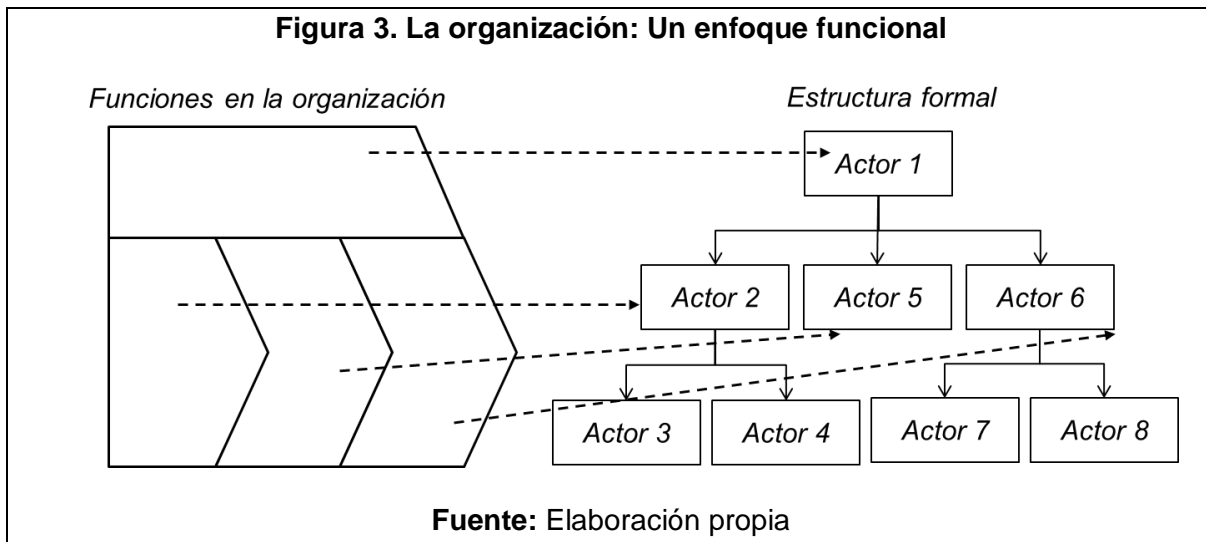 Figura 3. La organización: Un enfoque funcional
Funciones en la organización
Estructura formal
Actor 1
Actor 2
Actor 5
Actor 6
Actor 3
Actor 4
Actor 7
Actor 8
Fuente: Elaboración propia